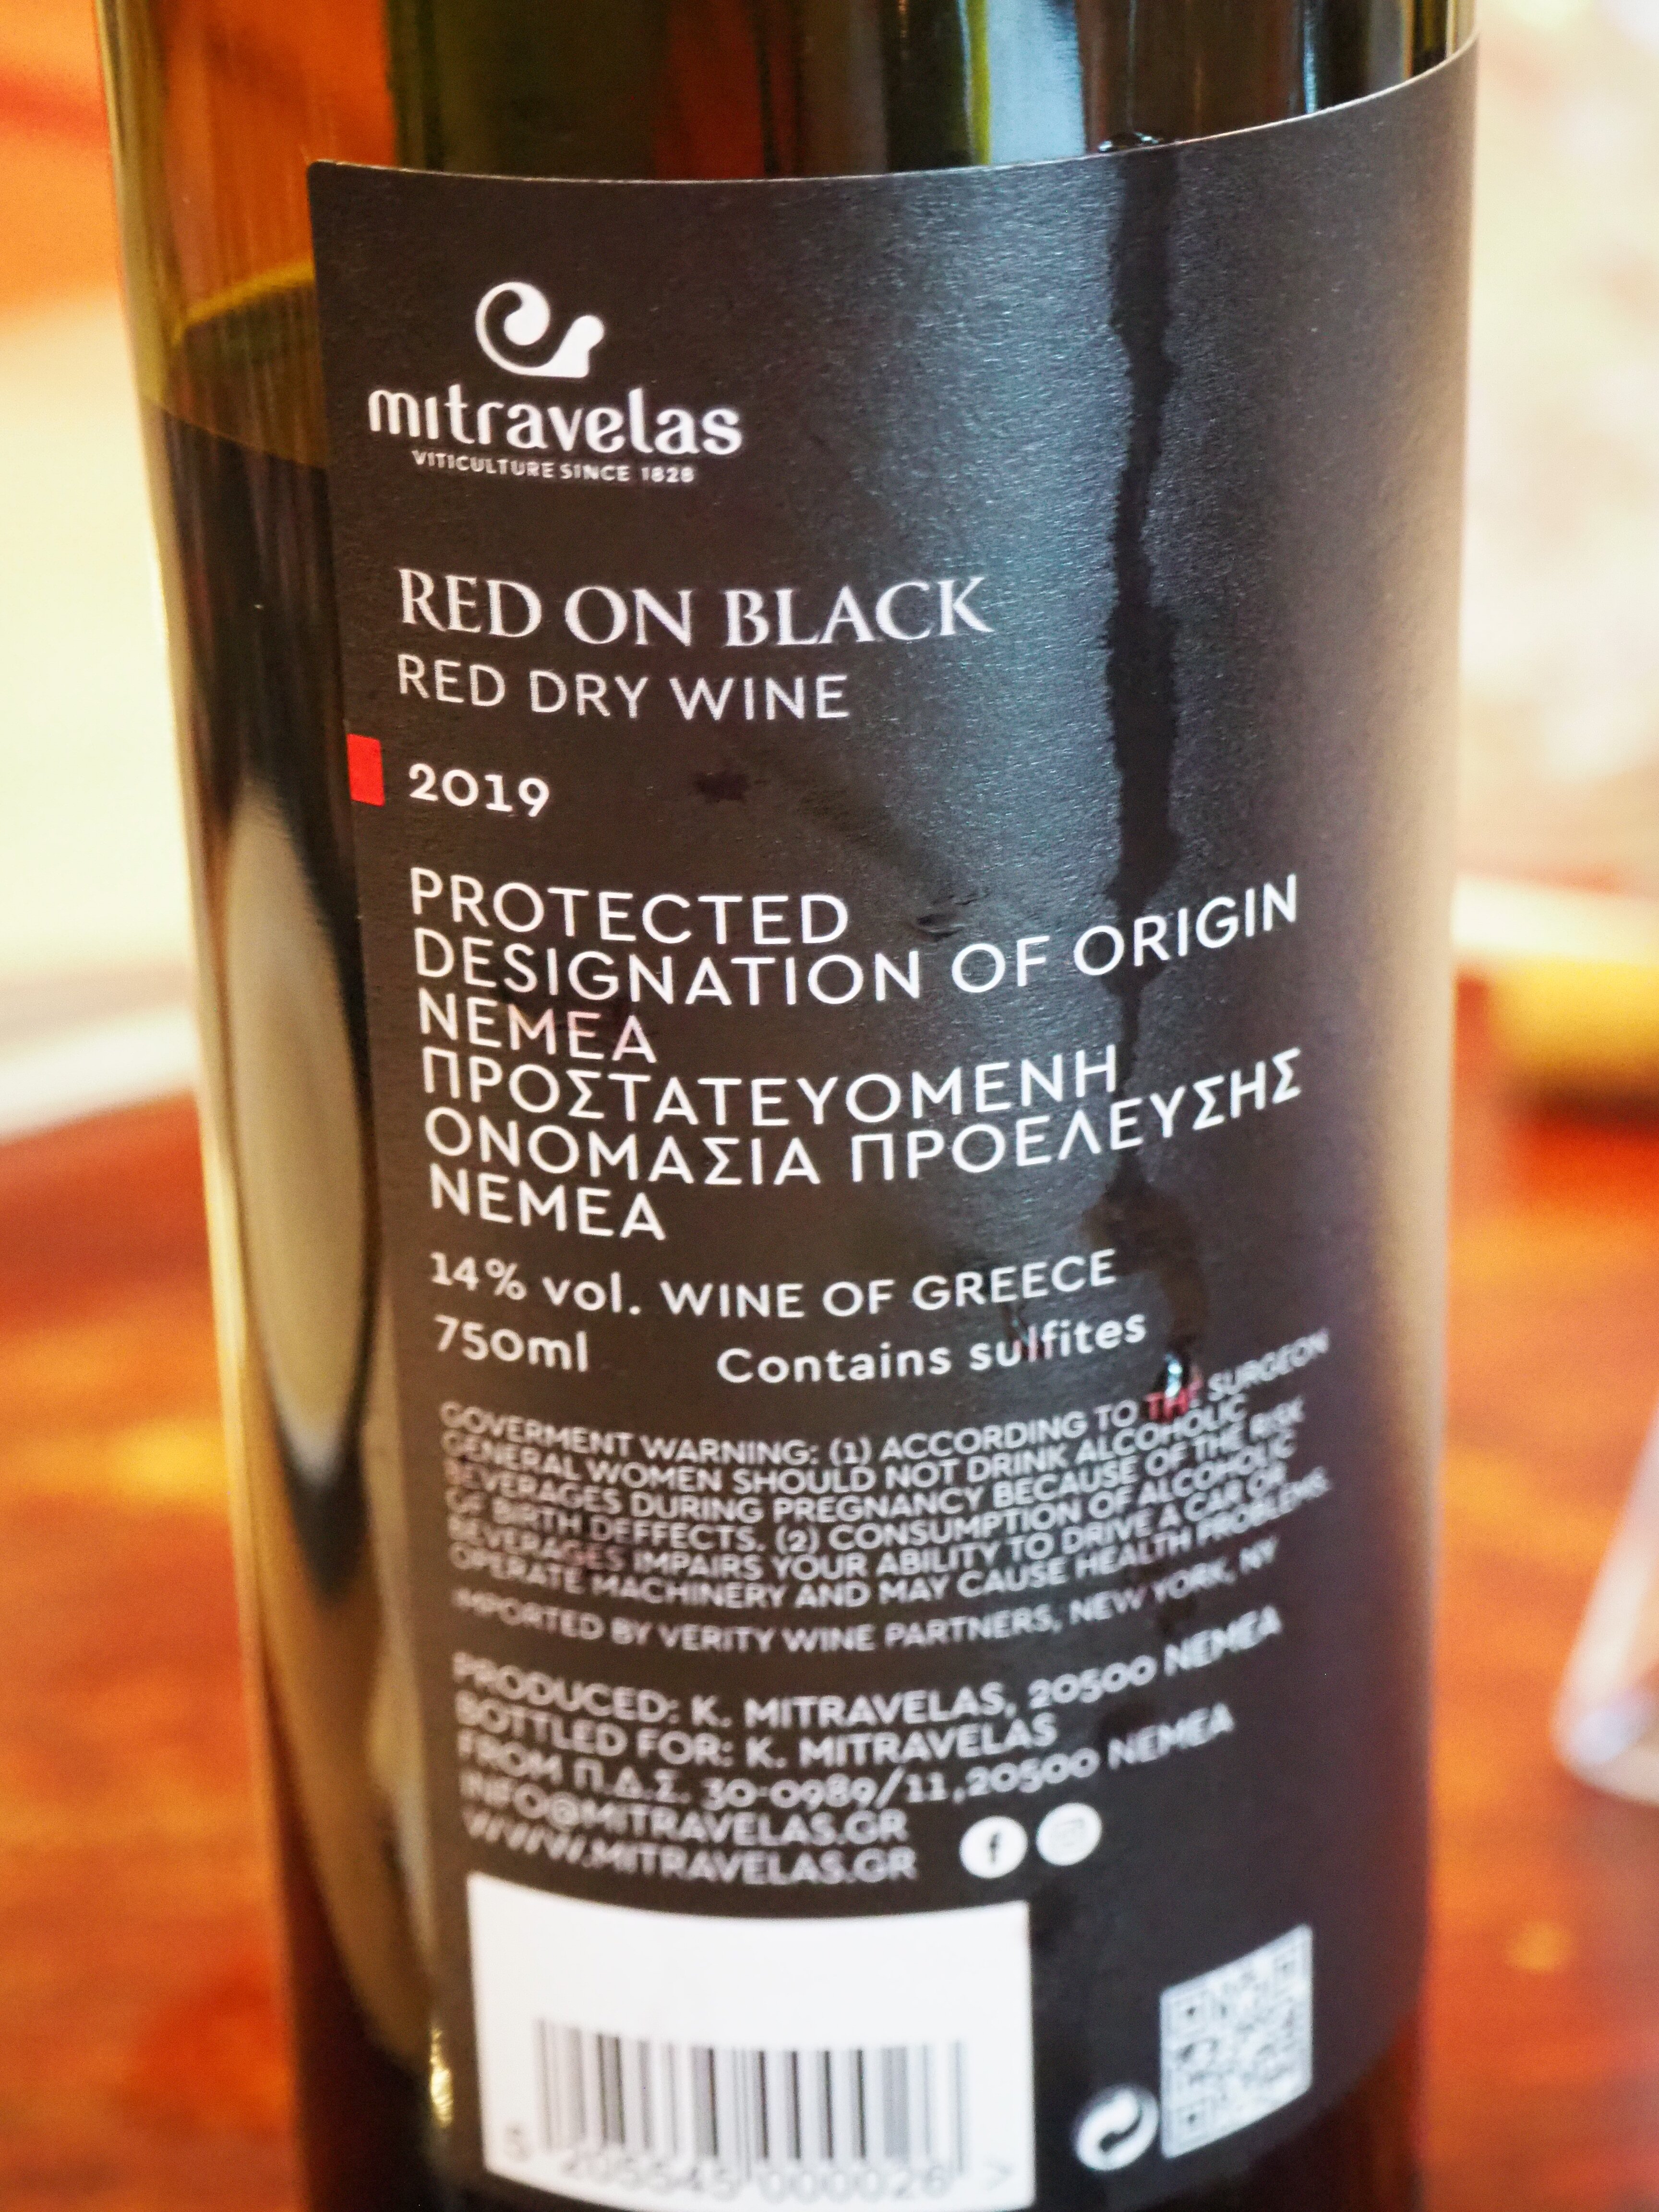 mitravelas
VITICULTURE SINCE 1828
RED ON BLACK
RED DRY WINE
2019
PROTECTED
DESIGNATION OF ORIGIN
NEMEA
ΠΡΟΣΤΑΤΕΥΟΜΕΝΗ
ΟΝΟΜΑΣΙΑ ΠΡΟΕΛΕΥΣΗΣ
ΝΕΜΕΑ
14% vol. WINE OF GREECE
750ml Contains sulfites
GOVERMENT WARNING: (1) ACCORDING TO THE SURGEON
GENERAL WOMEN SHOULD NOT DRINK ALCOHOLIC
BEVERAGES DURING PREGNANCY BECAUSE OF THE RISK
OF BIRTH DEFFECTS. (2) CONSUMPTION OF ALCOHOLIC
BEVERAGES IMPAIRS YOUR ABILITY TO DRIVE A CAR OR
OPERATE MACHINERY AND MAY CAUSE HEALTH PROBLEMS.
IMPORTED BY VERITY WINE PARTNERS, NEW YORK, NY
PRODUCED: K. MITRAVELAS, 20500 NEMEA
BOTTLED FOR: K. MITRAVELAS
FROM Π.Δ.Σ. 30-0989/11,20500 NEMEA
INFO@MITRAVELAS.GR
WWW.MITRAVELAS.GR
5 205545 000026 >